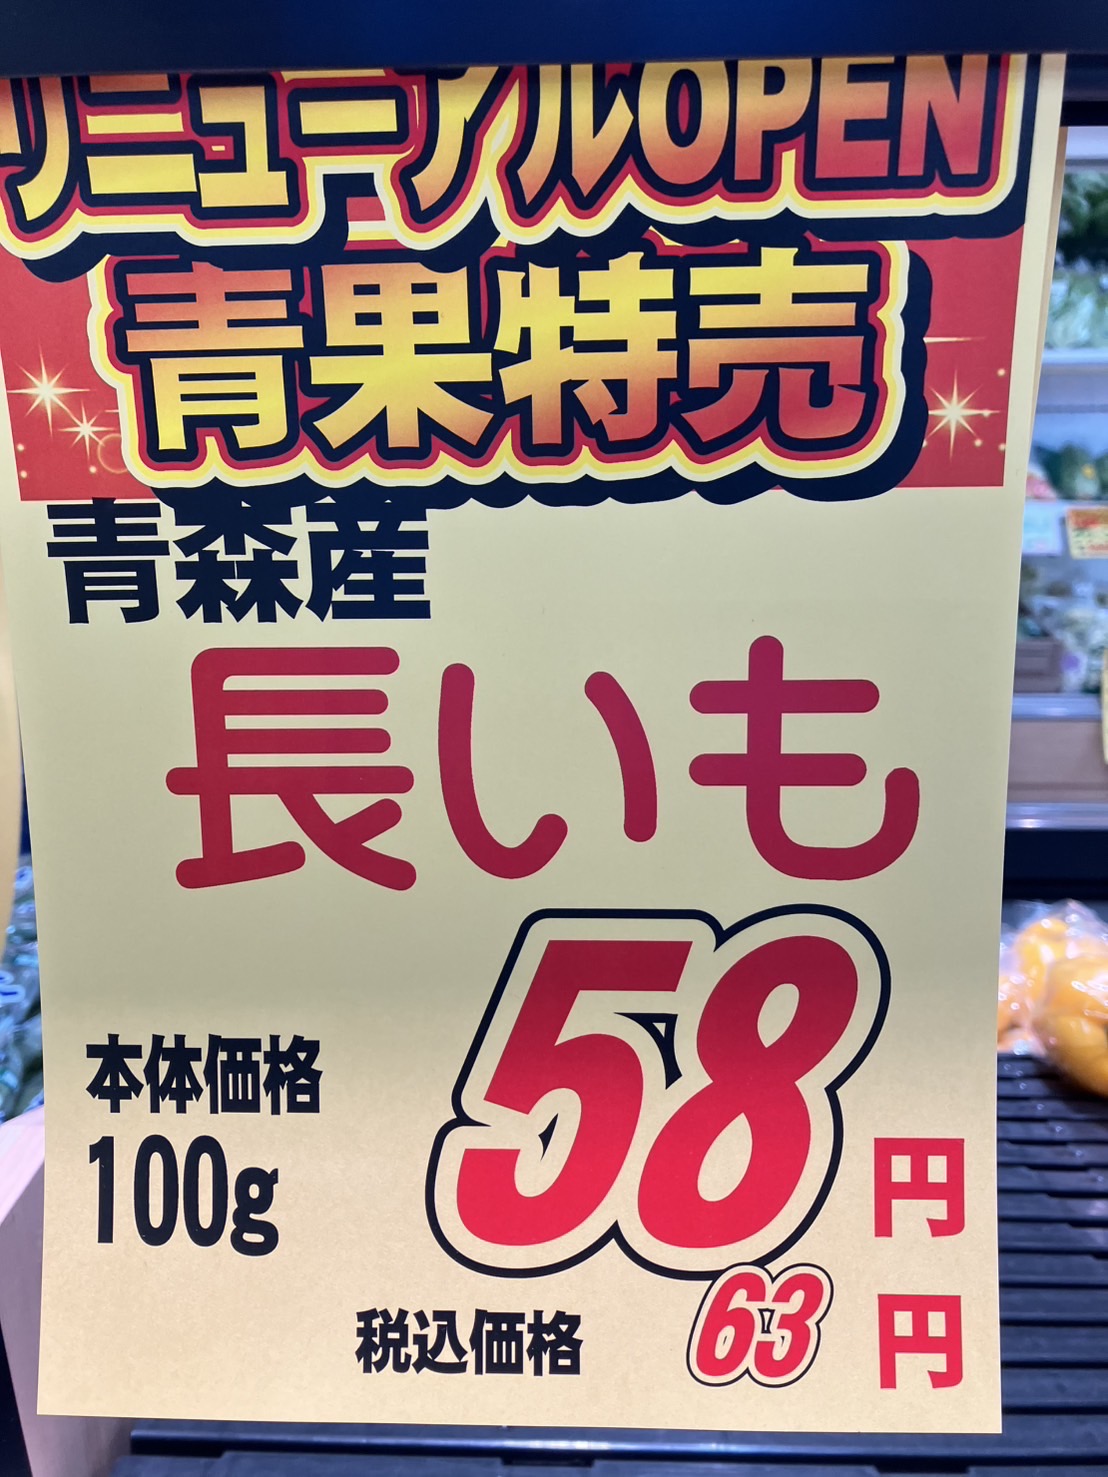 リニューアルOPEN
青果特売
青森産
長いも
本体価格
100g
58円
税込価格 63円